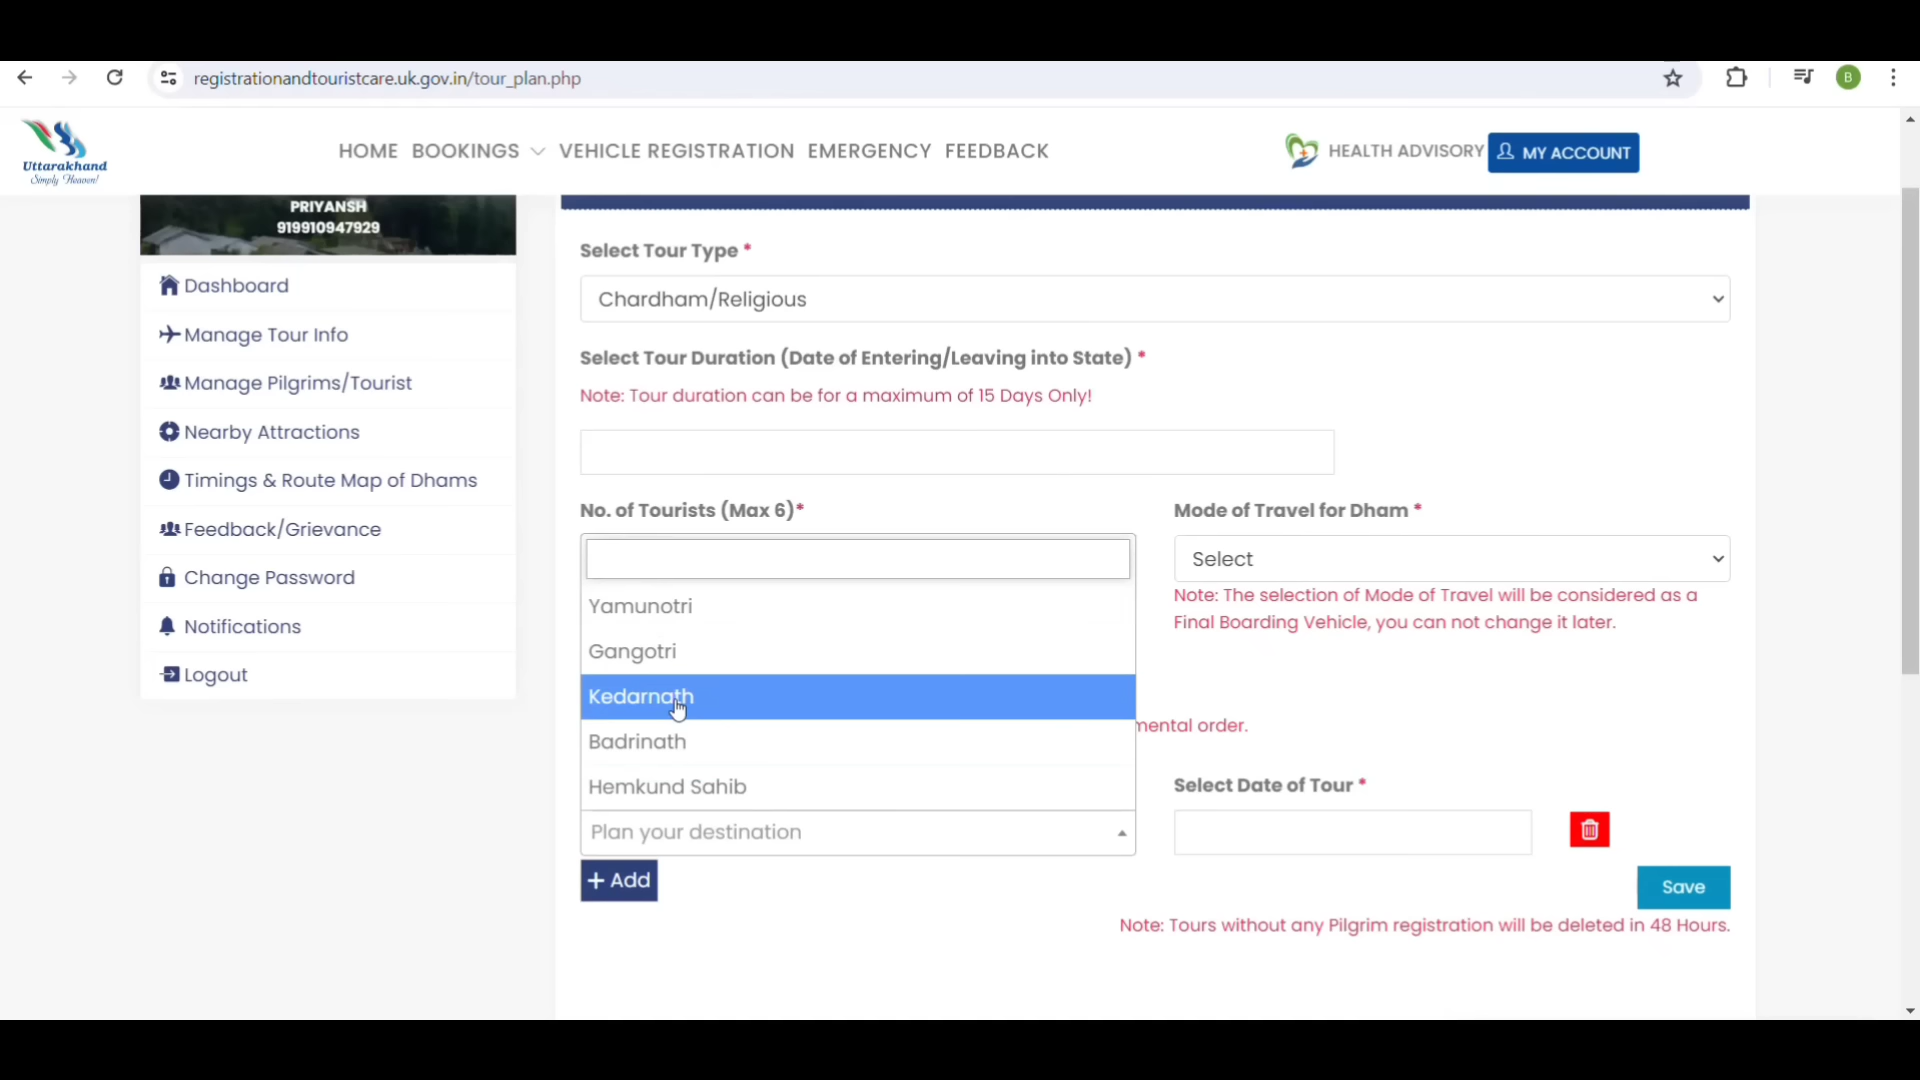 registrationandtouristcare.uk.gov.in/tour_plan.php
B
Uttarakhand
Simply Heaven!
HOME BOOKINGS VEHICLE REGISTRATION EMERGENCY FEEDBACK
HEALTH ADVISORY
MY ACCOUNT
PRIYANSH
919910947929
Dashboard
Manage Tour Info
Manage Pilgrims/Tourist
Nearby Attractions
Timings & Route Map of Dhams
Feedback/Grievance
Change Password
Notifications
Logout
Select Tour Type *
Chardham/Religious
Select Tour Duration (Date of Entering/Leaving into State) *
Note: Tour duration can be for a maximum of 15 Days Only!
No. of Tourists (Max 6)*
Yamunotri
Gangotri
Kedarnath
Badrinath
Hemkund Sahib
Plan your destination
+ Add
Mode of Travel for Dham *
Select
Note: The selection of Mode of Travel will be considered as a
Final Boarding Vehicle, you can not change it later.
mental order.
Select Date of Tour *
Save
Note: Tours without any Pilgrim registration will be deleted in 48 Hours.